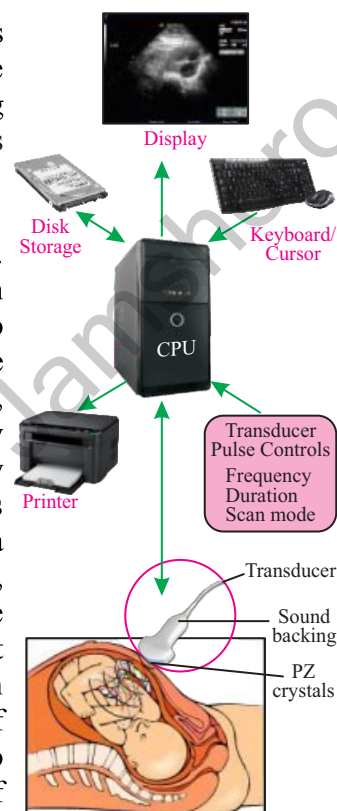 Display
Disk
Storage
Keyboard/
Cursor
CPU
Printer
Transducer
Pulse Controls
Frequency
Duration
Scan mode
Transducer
Sound
backing
PZ
crystals